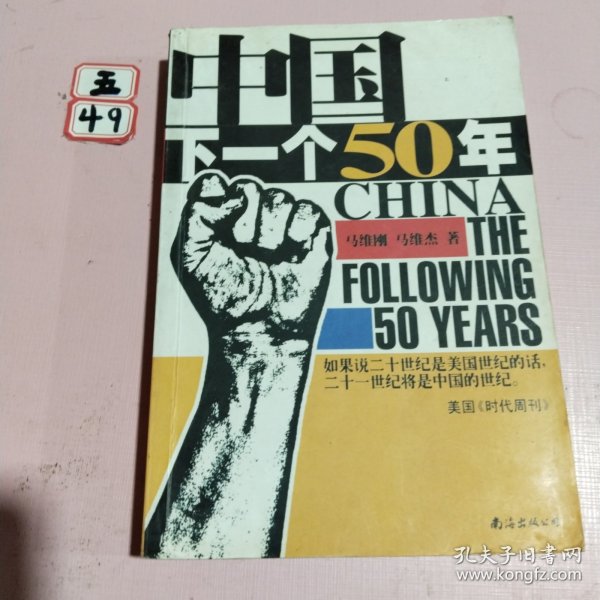 五
49
中国
下一个50年
CHINA
马维刚 马维杰 著
THE
FOLLOWING
50 YEARS
如果说二十世纪是美国世纪的话,
二十一世纪将是中国的世纪。
美国《时代周刊》
南海出版公司
孔夫子旧书网
www.kongfz.com